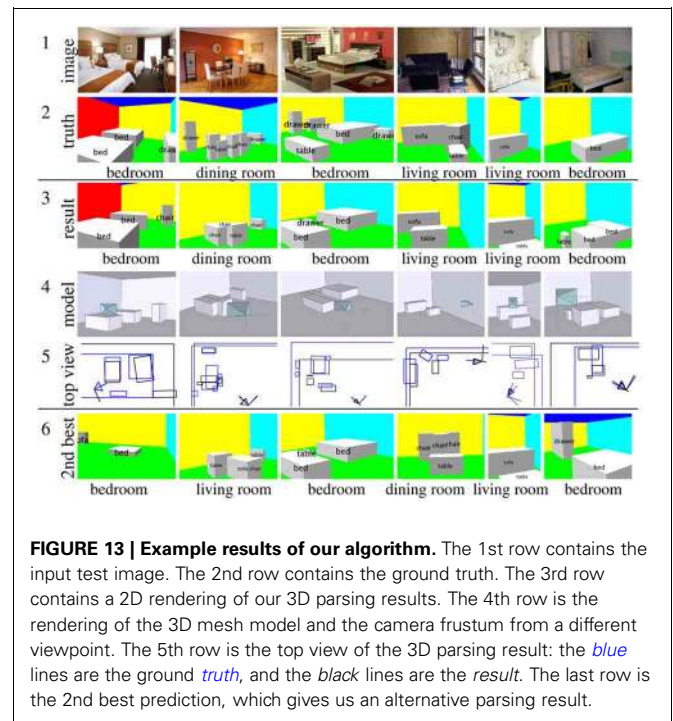 1
image
2
truth
bed
bed
draw
drawer
drawer
drawer
drawer
bed
table
drawer
sofa
chair
table
sofa
bed
bedroom dining room bedroom living room living room bedroom
3
result
bed
bed
chair
chair
chair
table
drawer
bed
bed
sofa
table
sofa
table
bed
bed
bedroom dining room bedroom living room living room bedroom
4
model
5
top view
6
2nd best
bed
table
sofa
chair
table
bed
bed
chair
chair
table
sofa
drawer
bed
bedroom living room bedroom dining room living room bedroom
FIGURE 13 | Example results of our algorithm. The 1st row contains the
input test image. The 2nd row contains the ground truth. The 3rd row
contains a 2D rendering of our 3D parsing results. The 4th row is the
rendering of the 3D mesh model and the camera frustum from a different
viewpoint. The 5th row is the top view of the 3D parsing result: the blue
lines are the ground truth, and the black lines are the result. The last row is
the 2nd best prediction, which gives us an alternative parsing result.